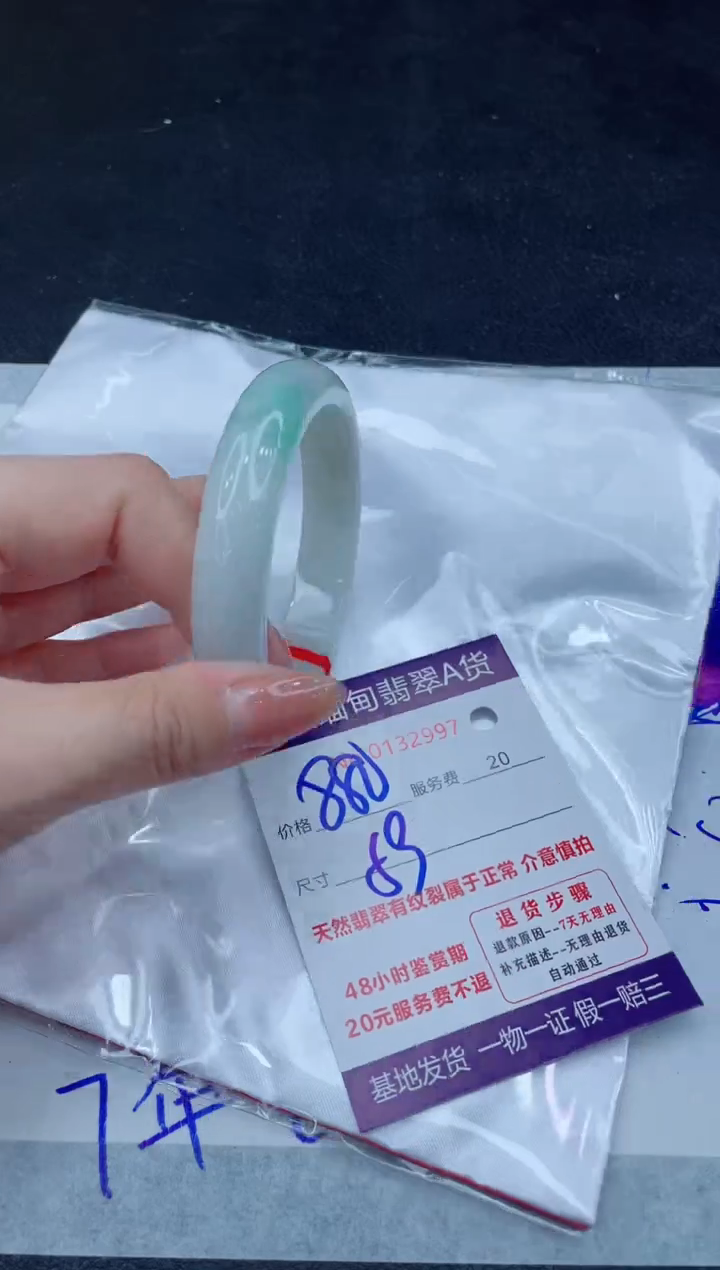 缅甸翡翠A货
0132997
价格 880 服务费 20
尺寸
天然翡翠有纹裂属于正常 介意慎拍
48小时鉴赏期
20元服务费不退
退货步骤
退款原因--7天无理由
补充描述--无理由退货
自动通过
基地发货 一物一证 假一赔三
7年